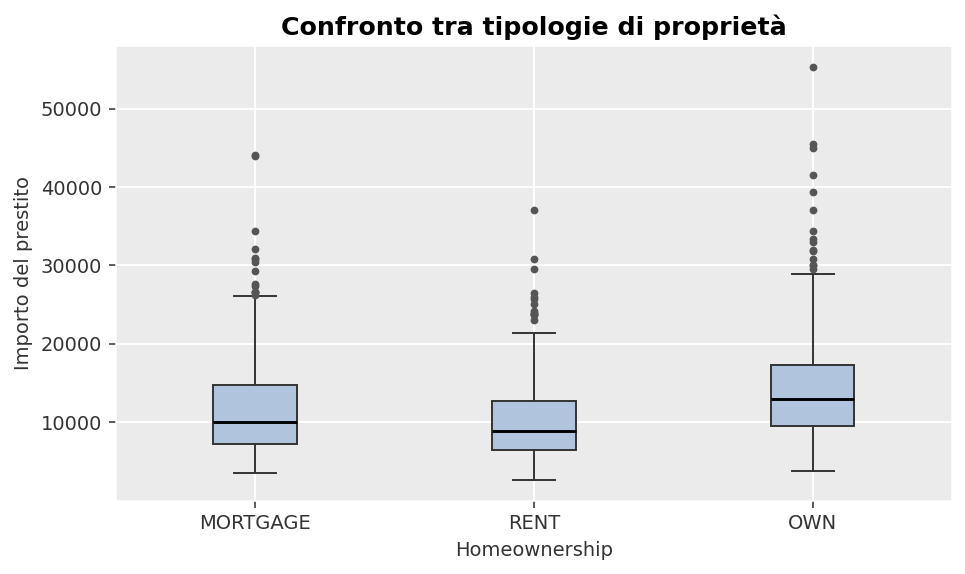 Confronto tra tipologie di proprietà
Importo del prestito
50000
40000
30000
20000
10000
MORTGAGE
RENT
OWN
Homeownership